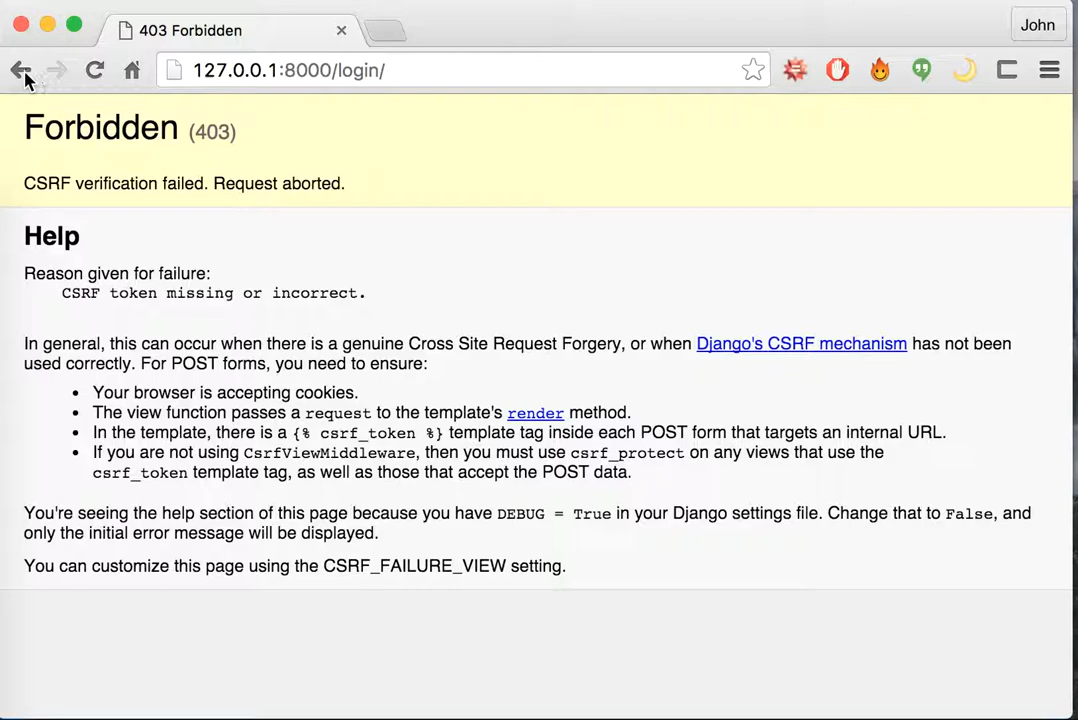 403 Forbidden
John
127.0.0.1:8000/login/
Forbidden (403)
CSRF verification failed. Request aborted.
Help
Reason given for failure:
CSRF token missing or incorrect.
In general, this can occur when there is a genuine Cross Site Request Forgery, or when Django's CSRF mechanism has not been
used correctly. For POST forms, you need to ensure:
• Your browser is accepting cookies.
• The view function passes a request to the template's render method.
• In the template, there is a {% csrf_token %} template tag inside each POST form that targets an internal URL.
• If you are not using CsrfViewMiddleware, then you must use csrf_protect on any views that use the
csrf_token template tag, as well as those that accept the POST data.
You're seeing the help section of this page because you have DEBUG = True in your Django settings file. Change that to False, and
only the initial error message will be displayed.
You can customize this page using the CSRF_FAILURE_VIEW setting.